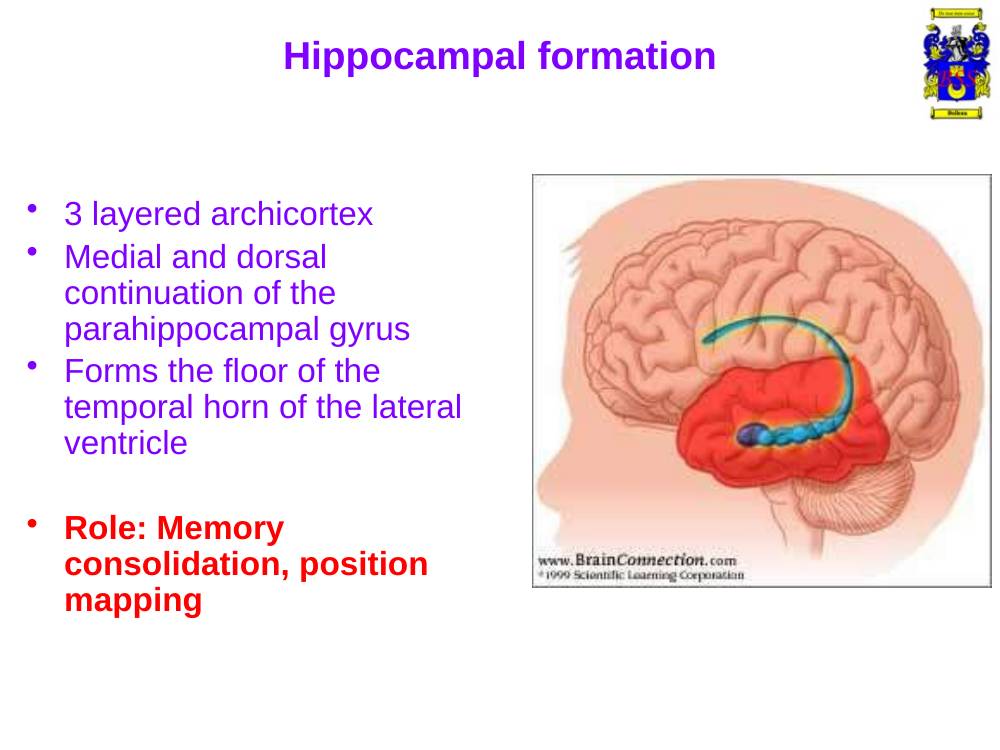 Hippocampal formation
• 3 layered archicortex
• Medial and dorsal
continuation of the
parahippocampal gyrus
• Forms the floor of the
temporal horn of the lateral
ventricle
• Role: Memory
consolidation, position
mapping
www.BrainConnection.com
©1999 Scientific Learning Corporation